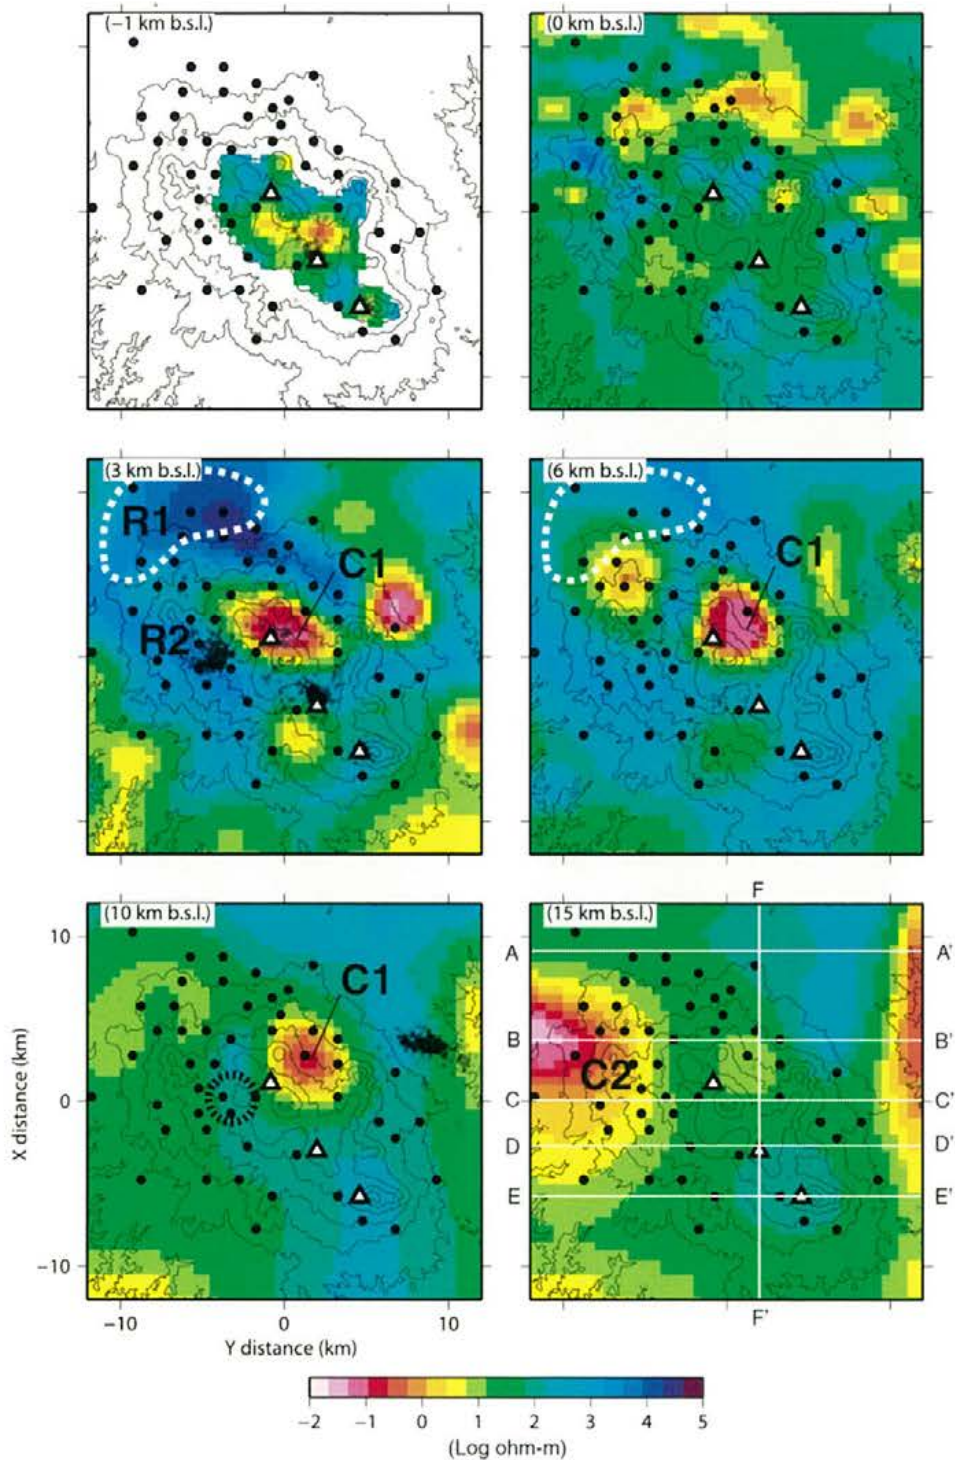 (−1 km b.s.l.)
(0 km b.s.l.)
(3 km b.s.l.)
R1
C1
R2
(6 km b.s.l.)
C1
(10 km b.s.l.)
C1
10
0
−10
X distance (km)
−10
0
10
Y distance (km)
F
(15 km b.s.l.)
A
A'
B
B'
C2
C
C'
D
D'
E
E'
F'
−2
−1
0
1
2
3
4
5
(Log ohm-m)